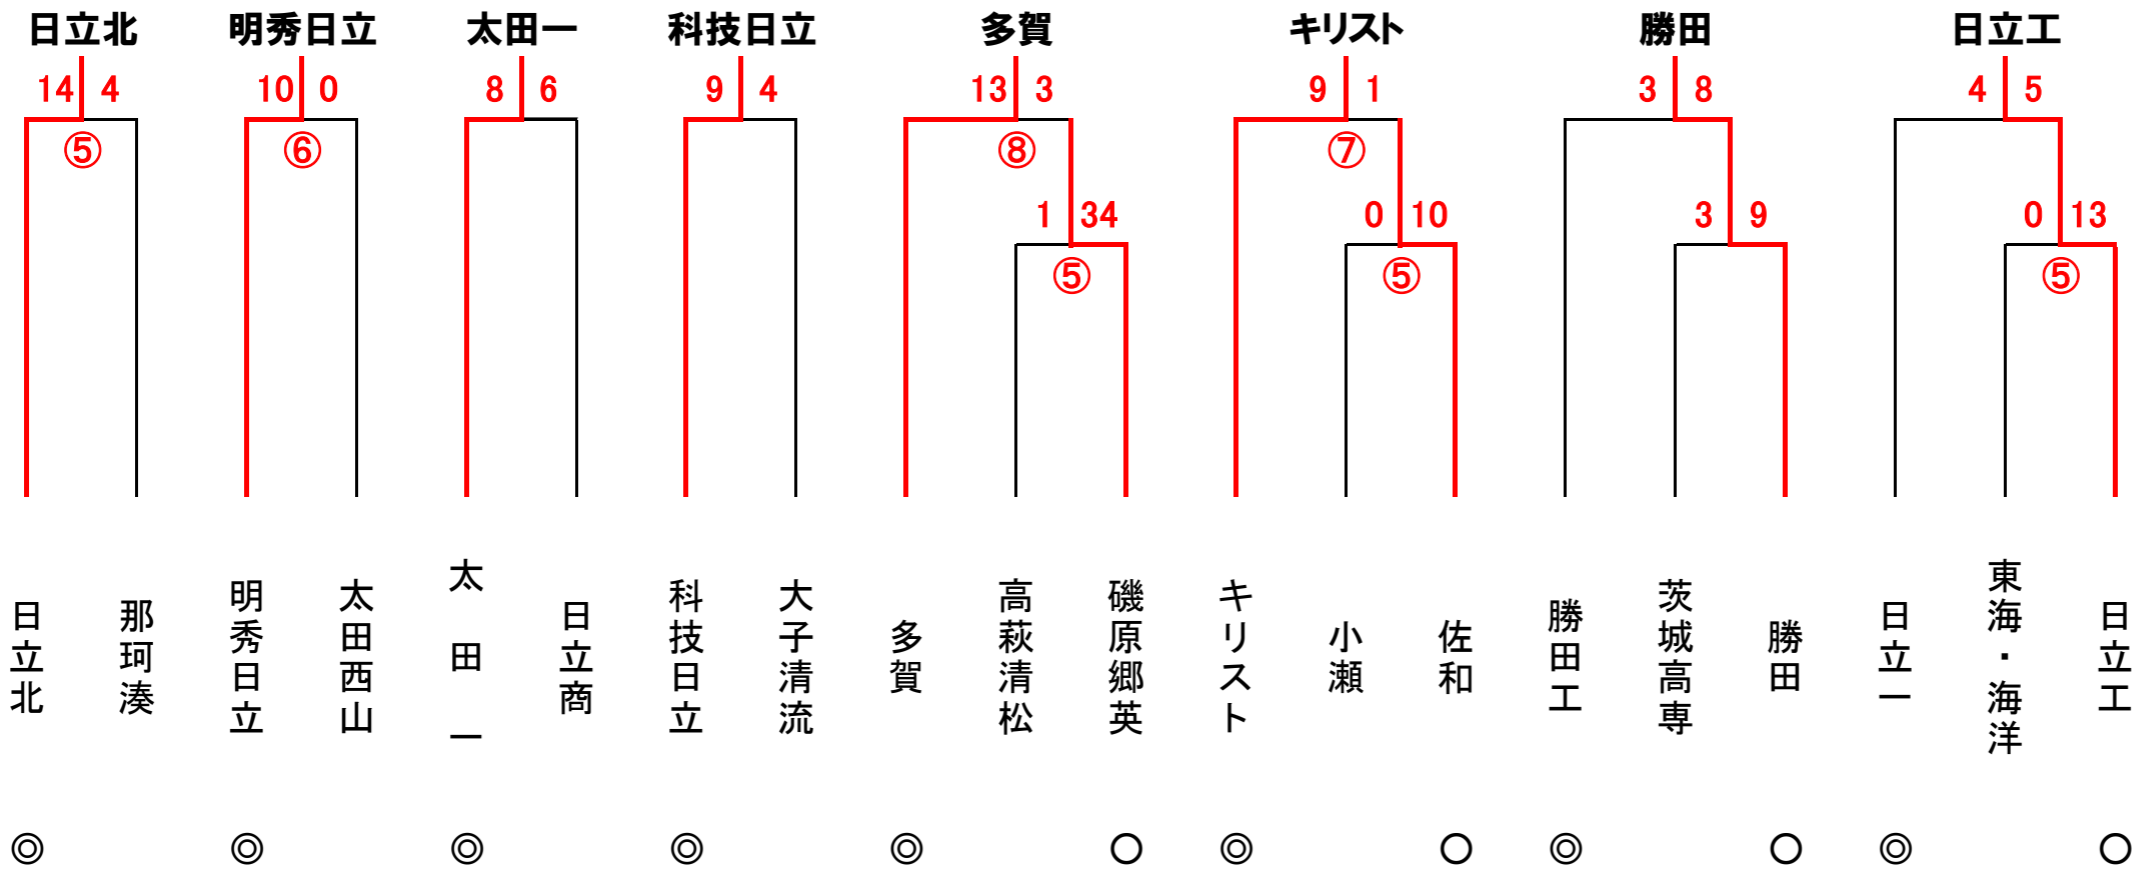 日立北 明秀日立 太田一 科技日立 多賀 キリスト 勝田 日立工
14 4 10 0 8 6 9 4 13 3 9 1 3 8 4 5
⑤ ⑥ ⑧ ⑦
1 34 0 10 3 9 0 13
⑤ ⑤ ⑤
日立北
那珂湊
明秀日立
太田西山
太田一
日立商
科技日立
大子清流
多賀
高萩清松
磯原郷英
キリスト
小瀬
佐和
勝田工
茨城高専
勝田
日立一
東海・海洋
日立工
◎ ◎ ◎ ◎ ◎ ○ ◎ ○ ◎ ○ ◎ ○